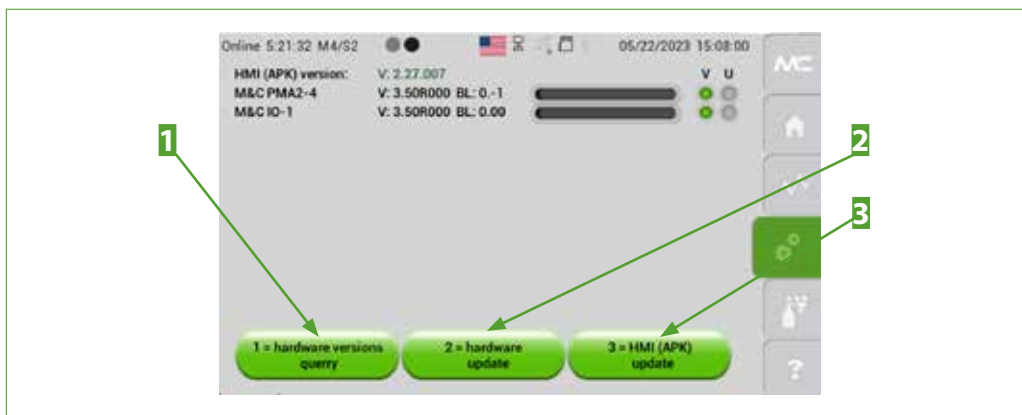 Online 5:21:32 M4/S2 05/22/2023 15:08:00
HMI (APK) version: V: 2.27.007 V U
M&C PMA2-4 V: 3.50R000 BL: 0.-1
M&C IO-1 V: 3.50R000 BL: 0.00
MC
1
2
3
1 = hardware versions
querry
2 = hardware
update
3 = HMI (APK)
update
?